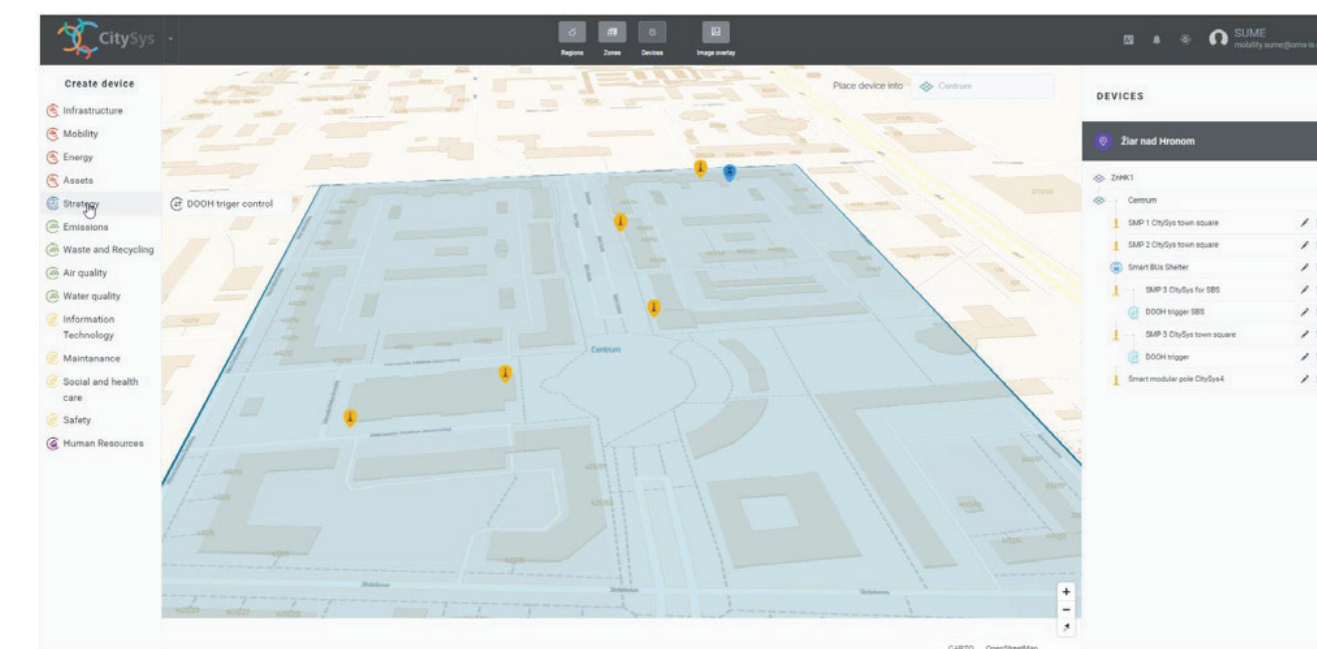 CitySys
Regions
Zones
Devices
Image overlay
SUME
Create device
Infrastructure
Mobility
Energy
Assets
Strategy
Emissions
Waste and Recycling
Air quality
Water quality
Information
Technology
Maintanance
Social and health
care
Safety
Human Resources
DOOH triger control
Place device into
Centrum
Centrum
+
−
CARTO OpenStreetMap
DEVICES
Žiar nad Hronom
ZnHK1
Centrum
SMP 1 CitySys town square
SMP 2 CitySys town square
Smart BUs Shelter
SMP 3 CitySys for SBS
DOOH trigger SBS
SMP 3 CitySys town square
DOOH trigger
Smart modular pole CitySys4